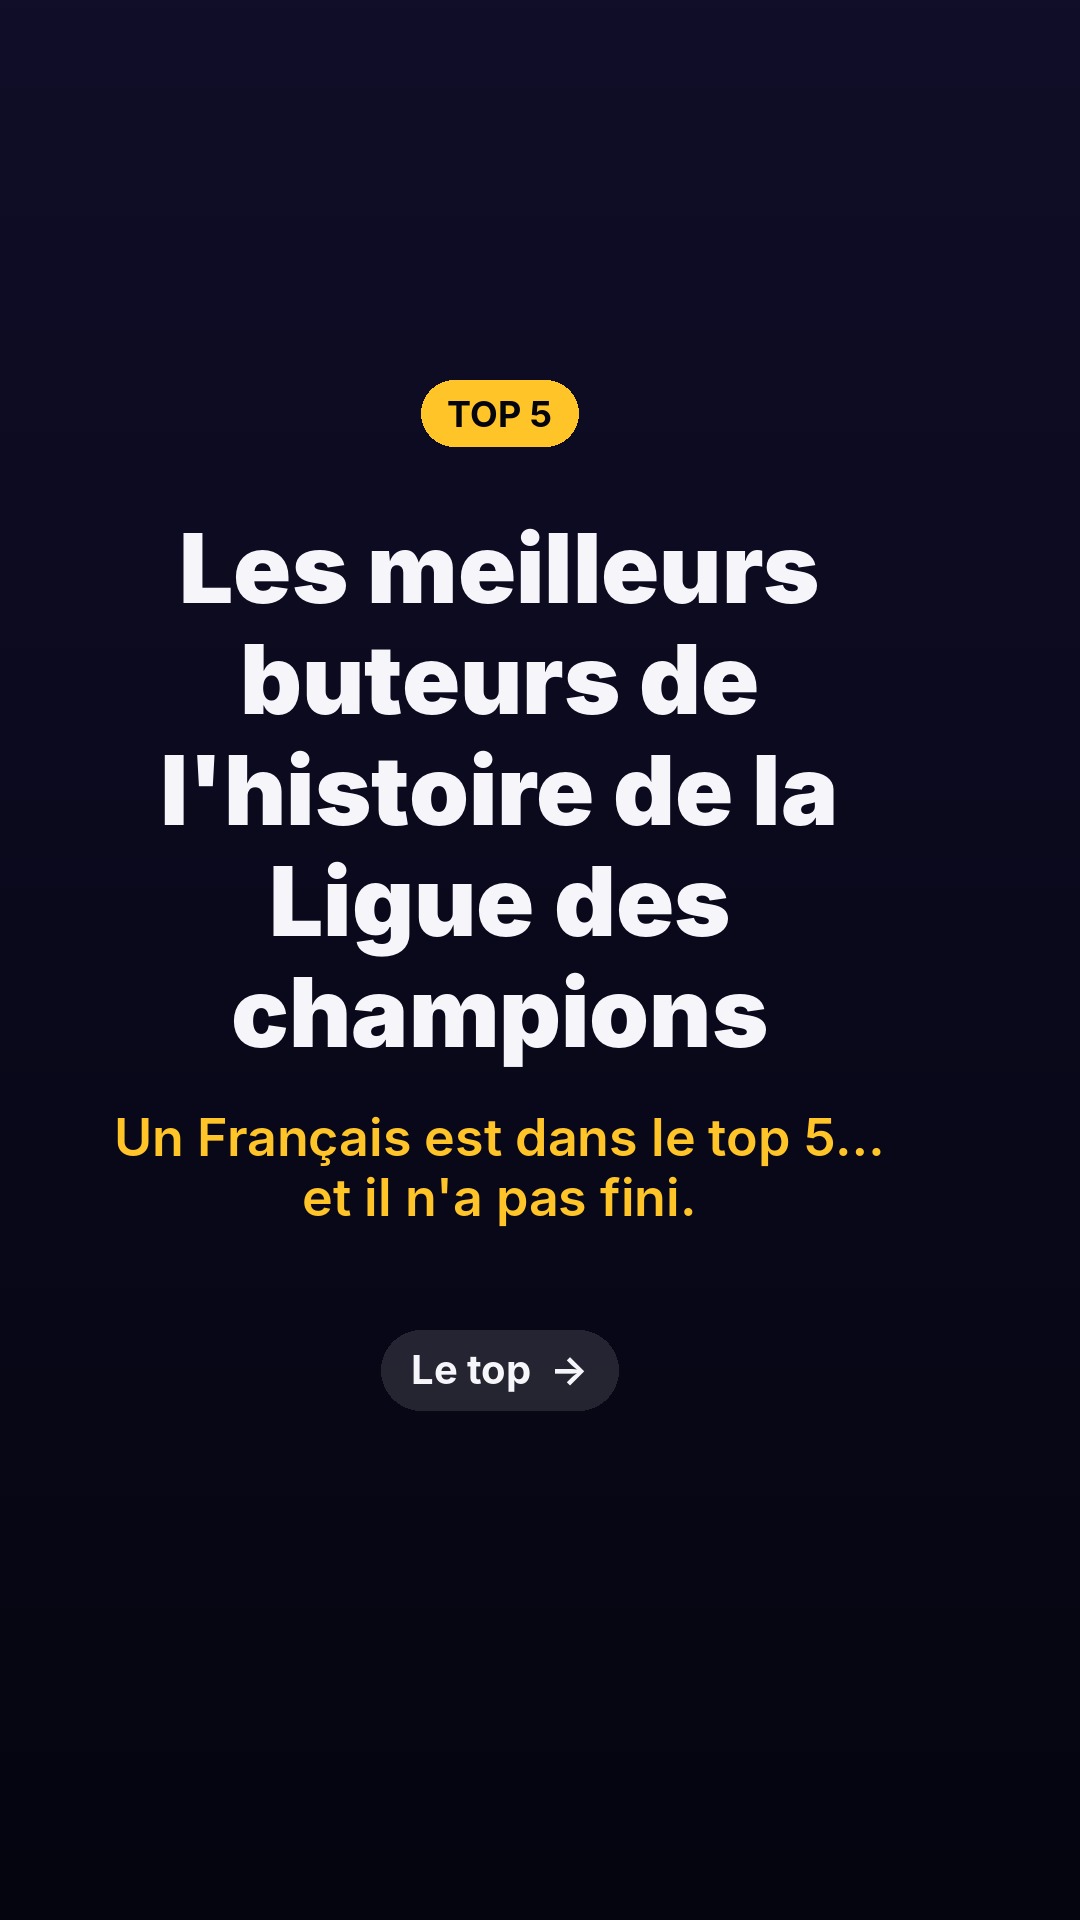 TOP 5
Les meilleurs
buteurs de
l'histoire de la
Ligue des
champions
Un Français est dans le top 5...
et il n'a pas fini.
Le top →